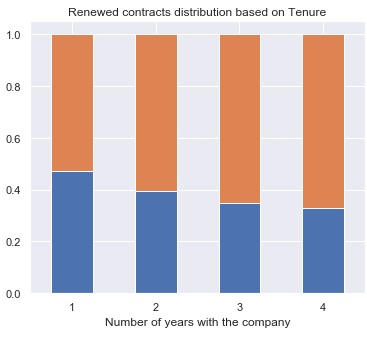 Renewed contracts distribution based on Tenure
1.0
0.8
0.6
0.4
0.2
0.0
1 2 3 4
Number of years with the company